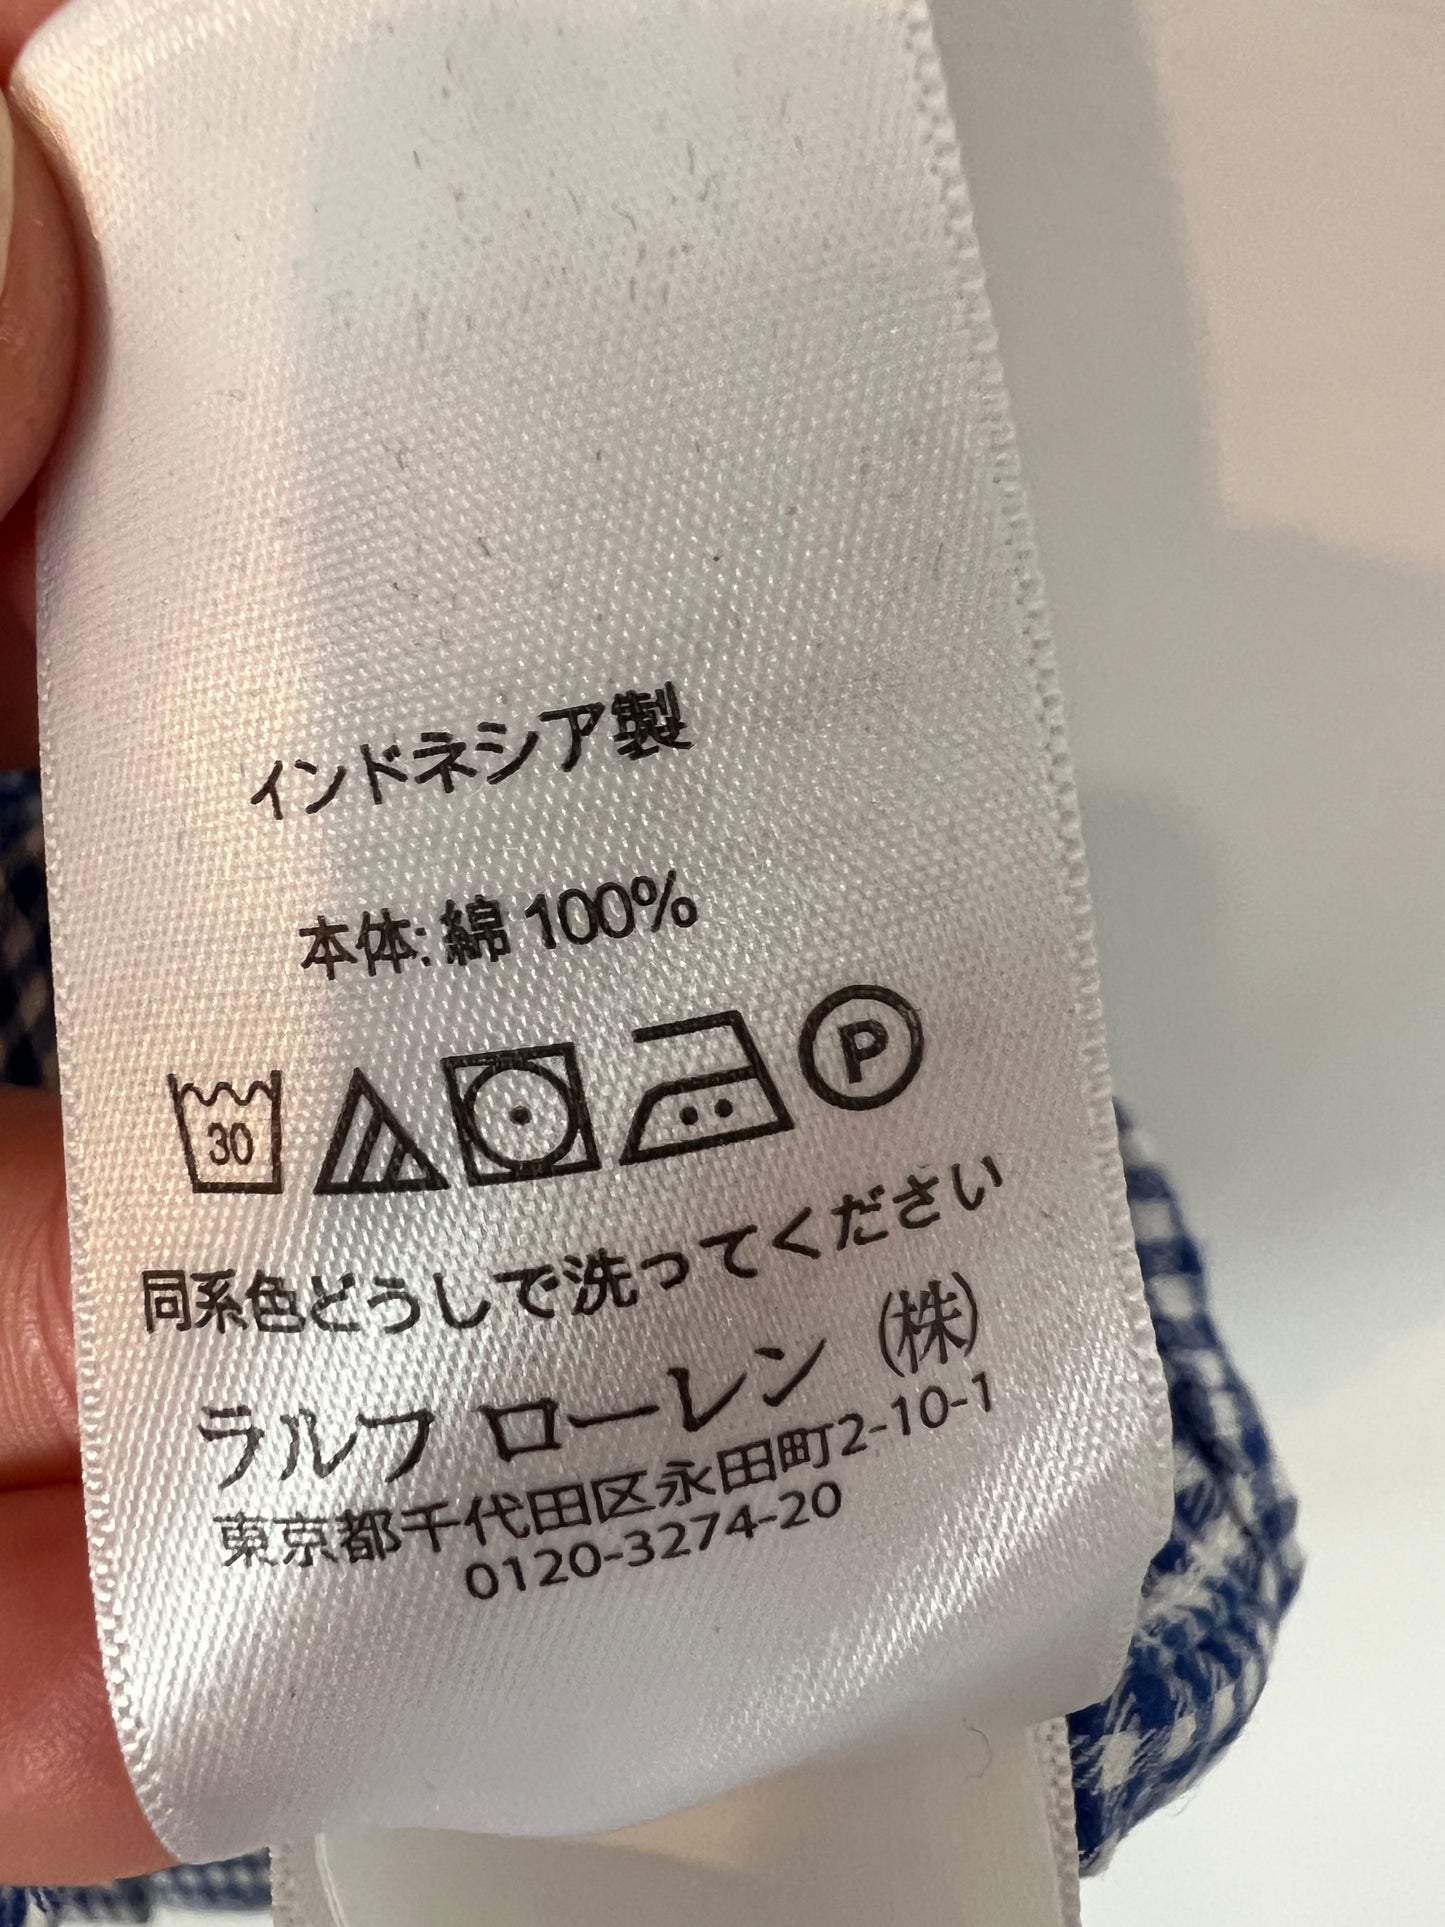 インドネシア製
本体: 綿 100%
30
P
同系色どうしで洗ってください
ラルフ ローレン (株)
東京都千代田区永田町2-10-1
0120-3274-20